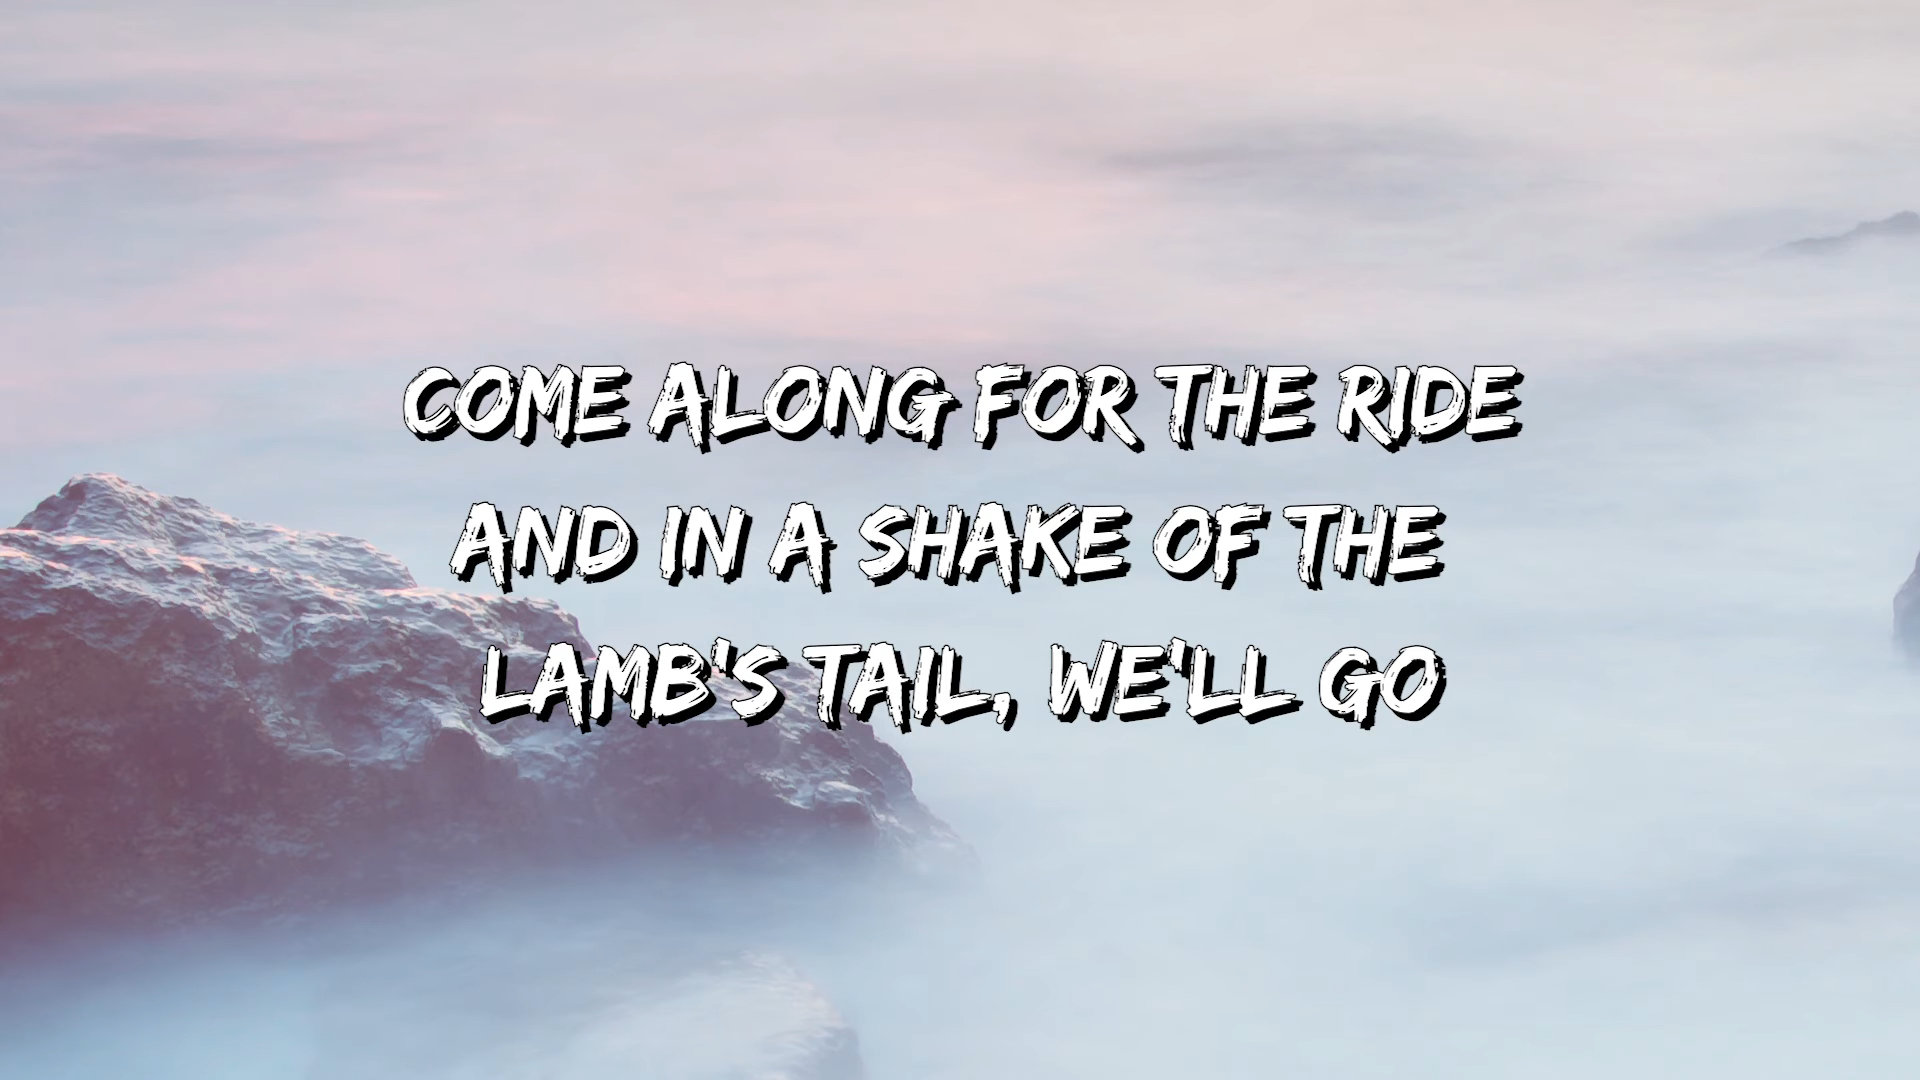 COME ALONG FOR THE RIDE
AND IN A SHAKE OF THE
LAMB'S TAIL, WE'LL GO